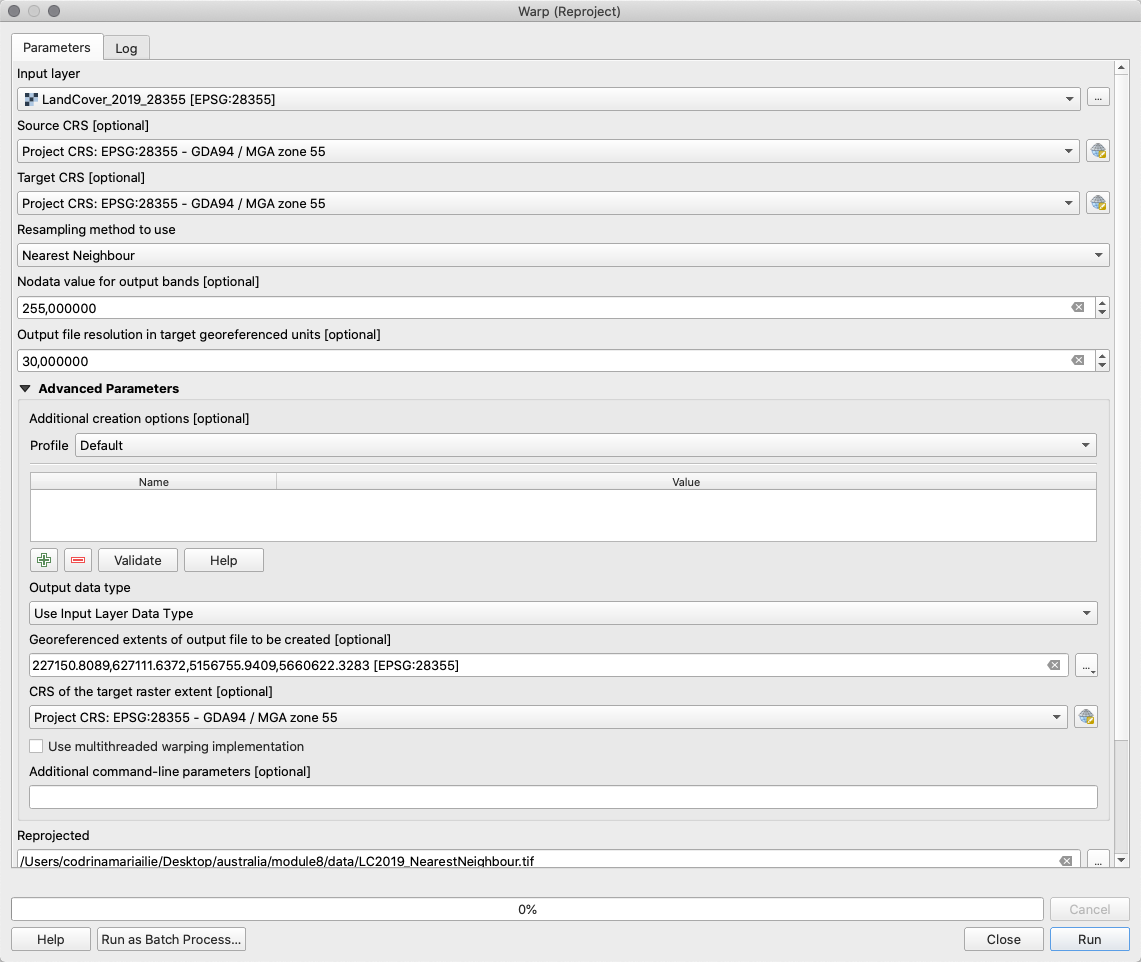 Warp (Reproject)
Parameters
Log
Input layer
LandCover_2019_28355 [EPSG:28355]
...
Source CRS [optional]
Project CRS: EPSG:28355 - GDA94 / MGA zone 55
Target CRS [optional]
Project CRS: EPSG:28355 - GDA94 / MGA zone 55
Resampling method to use
Nearest Neighbour
Nodata value for output bands [optional]
255,000000
Output file resolution in target georeferenced units [optional]
30,000000
Advanced Parameters
Additional creation options [optional]
Profile Default
Name Value
Validate Help
Output data type
Use Input Layer Data Type
Georeferenced extents of output file to be created [optional]
227150.8089,627111.6372,5156755.9409,5660622.3283 [EPSG:28355]
...
CRS of the target raster extent [optional]
Project CRS: EPSG:28355 - GDA94 / MGA zone 55
Use multithreaded warping implementation
Additional command-line parameters [optional]
Reprojected
/Users/codrinamariailie/Desktop/australia/module8/data/LC2019_NearestNeighbour.tif
...
0%
Cancel
Help
Run as Batch Process...
Close
Run